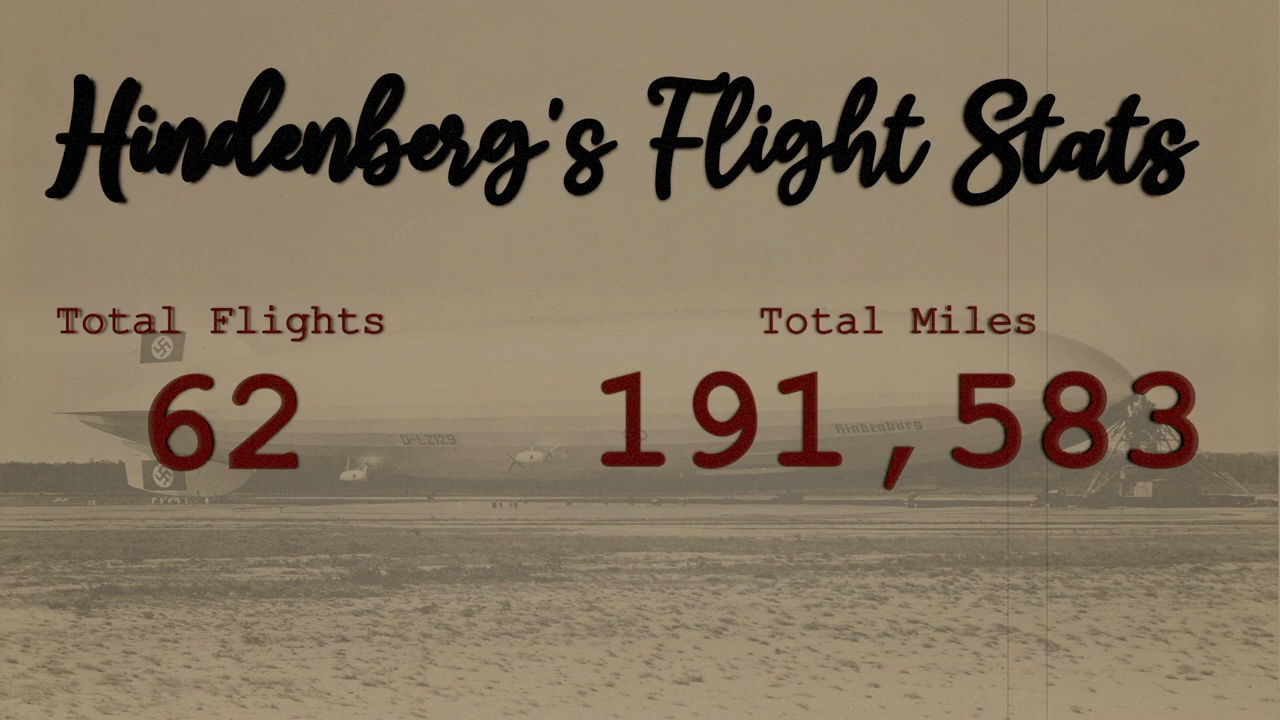 Hindenberg's Flight Stats
Total Flights
62
Total Miles
191,583
D-LZ129
Hindenburg